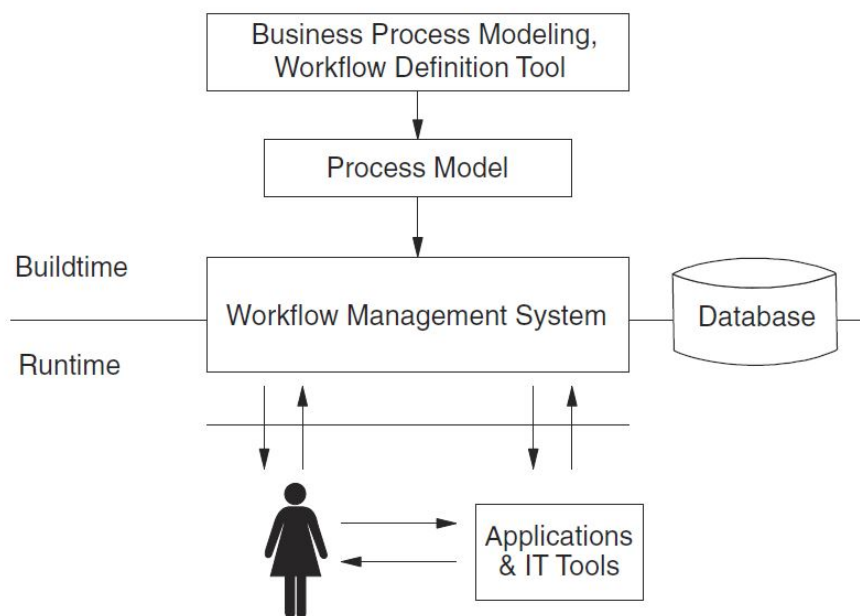 Business Process Modeling,
Workflow Definition Tool
Process Model
Buildtime
Workflow Management System
Database
Runtime
Applications
& IT Tools